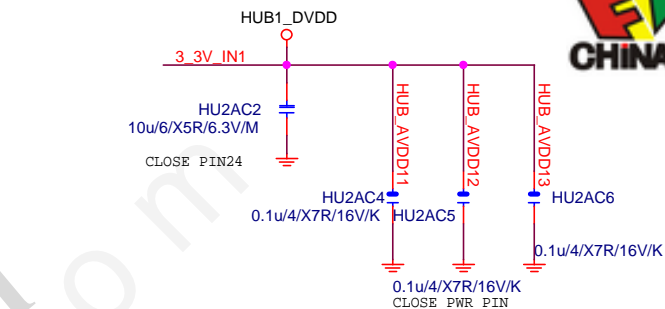 HUB1_DVDD
3_3V_IN1
CHINA
HU2AC2
10u/6/X5R/6.3V/M
CLOSE PIN24
HUB_AVDD11
HUB_AVDD12
HUB_AVDD13
HU2AC4
0.1u/4/X7R/16V/K
HU2AC5
HU2AC6
0.1u/4/X7R/16V/K
0.1u/4/X7R/16V/K
CLOSE PWR PIN
om